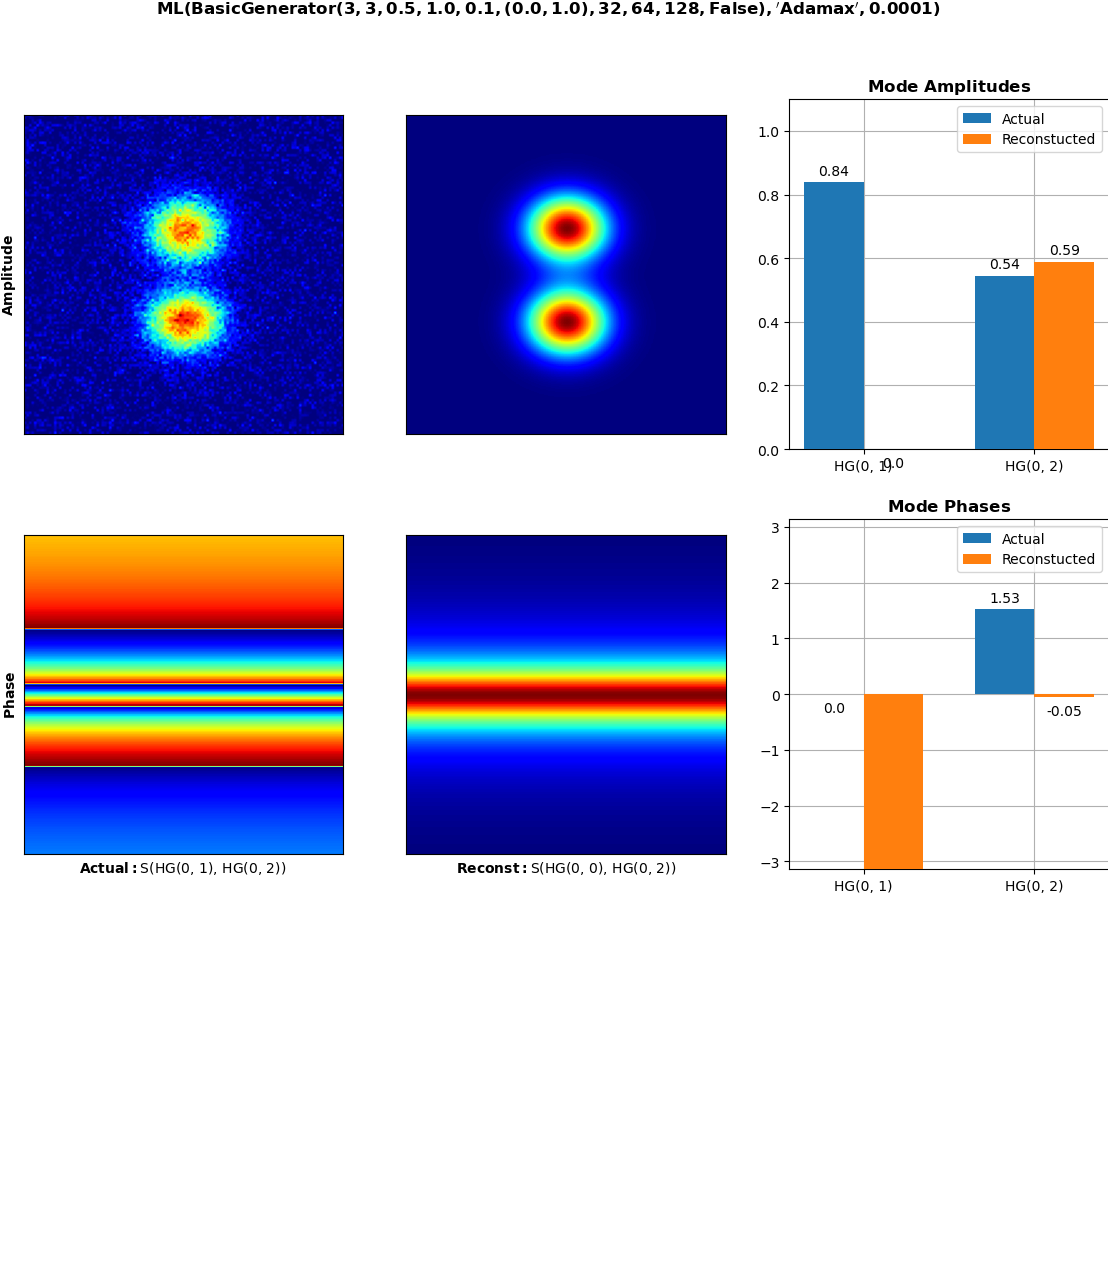 ML(BasicGenerator(3, 3, 0.5, 1.0, 0.1, (0.0, 1.0), 32, 64, 128, False), ′Adamax′, 0.0001)
Amplitude
Mode Amplitudes
Actual
Reconstucted
1.0
0.8
0.6
0.4
0.2
0.0
0.84
0.0
0.54
0.59
HG(0, 1)
HG(0, 2)
Phase
Actual: S(HG(0, 1), HG(0, 2))
Reconst: S(HG(0, 0), HG(0, 2))
Mode Phases
Actual
Reconstucted
3
2
1
0
−1
−2
−3
0.0
1.53
-0.05
HG(0, 1)
HG(0, 2)